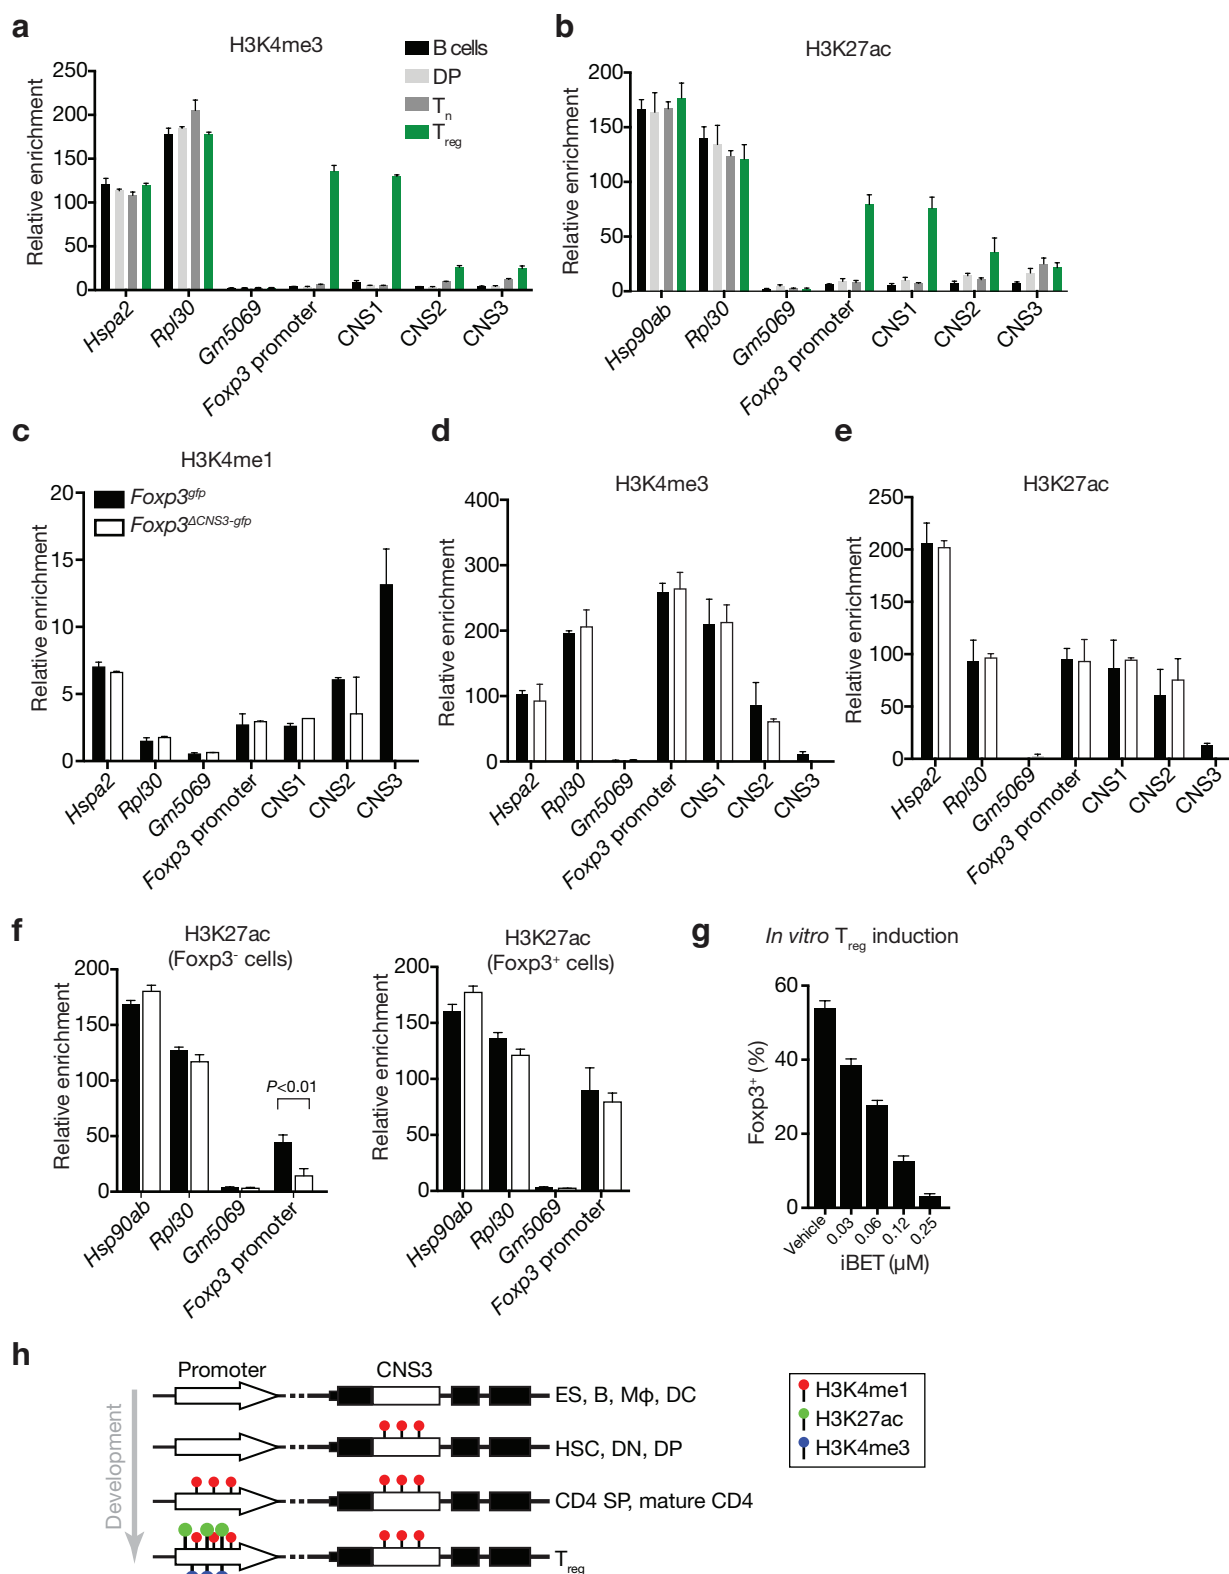 a
H3K4me3
B cells
DP
Tn
Treg
Relative enrichment
250
200
150
100
50
0
Hspa2
Rpl30
Gm5069
Foxp3 promoter
CNS1
CNS2
CNS3
b
H3K27ac
Relative enrichment
200
150
100
50
0
Hsp90ab
Rpl30
Gm5069
Foxp3 promoter
CNS1
CNS2
CNS3
c
H3K4me1
Foxp3gfp
Foxp3ΔCNS3-gfp
Relative enrichment
20
15
10
5
0
Hspa2
Rpl30
Gm5069
Foxp3 promoter
CNS1
CNS2
CNS3
d
H3K4me3
Relative enrichment
400
300
200
100
0
Hspa2
Rpl30
Gm5069
Foxp3 promoter
CNS1
CNS2
CNS3
e
H3K27ac
Relative enrichment
250
200
150
100
50
0
Hspa2
Rpl30
Gm5069
Foxp3 promoter
CNS1
CNS2
CNS3
f
H3K27ac
(Foxp3- cells)
Relative enrichment
200
150
100
50
0
P<0.01
Hsp90ab
Rpl30
Gm5069
Foxp3 promoter
H3K27ac
(Foxp3+ cells)
Relative enrichment
200
150
100
50
0
Hsp90ab
Rpl30
Gm5069
Foxp3 promoter
g
In vitro Treg induction
Foxp3+ (%)
60
40
20
0
Vehicle
0.03
0.06
0.12
0.25
iBET (µM)
h
Promoter
CNS3
Development
ES, B, Mϕ, DC
HSC, DN, DP
CD4 SP, mature CD4
Treg
H3K4me1
H3K27ac
H3K4me3